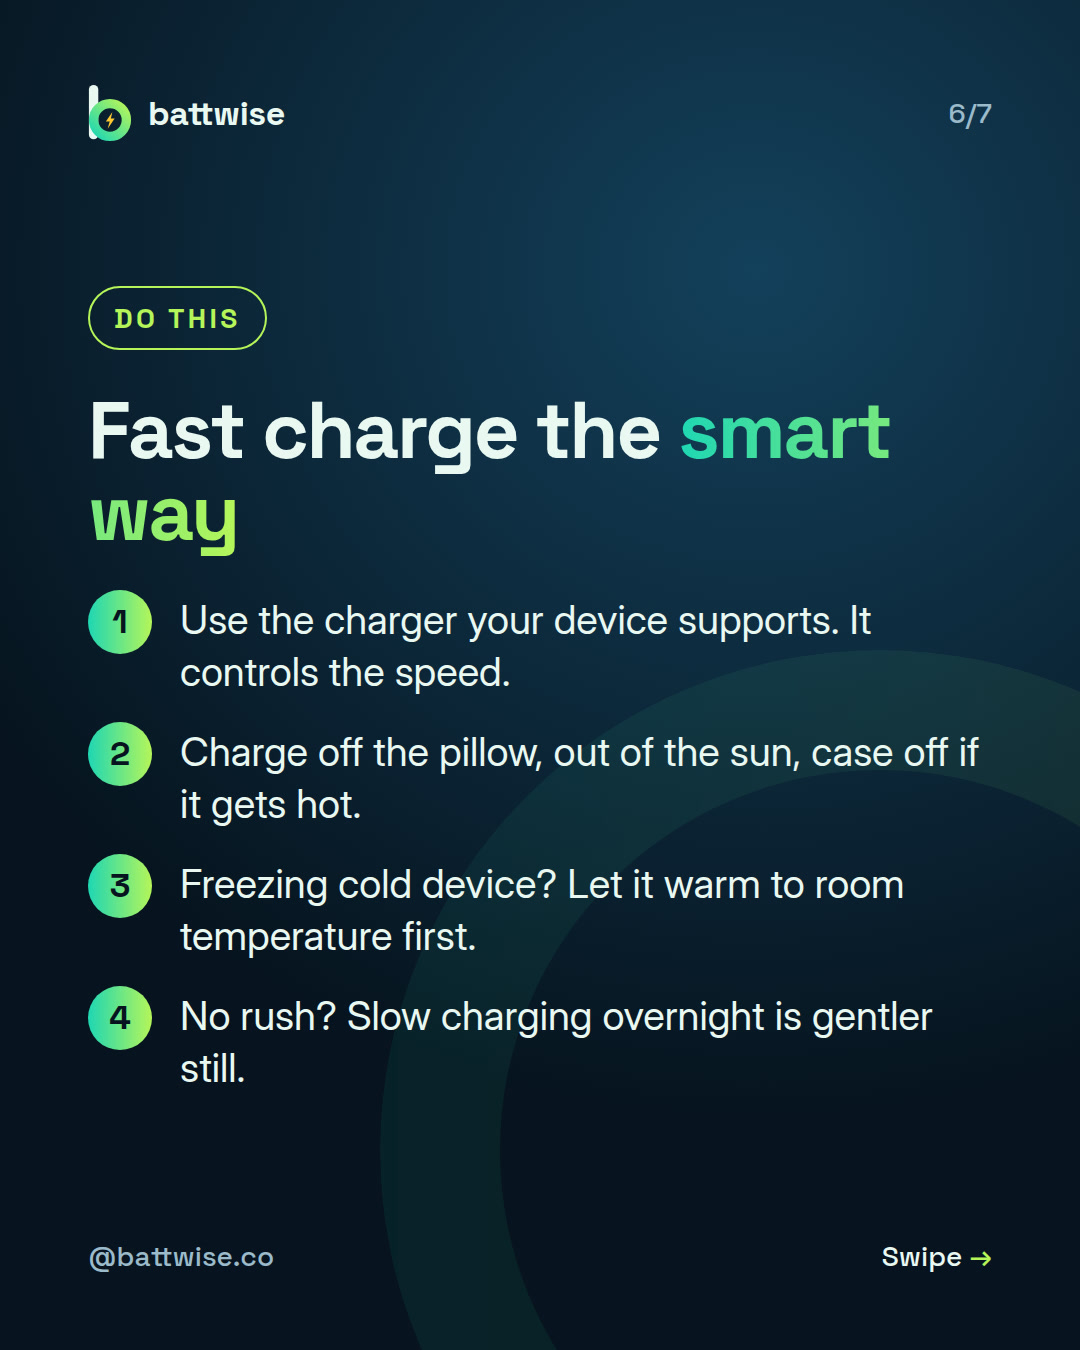 battwise
6/7
DO THIS
Fast charge the smart
way
1 Use the charger your device supports. It
controls the speed.
2 Charge off the pillow, out of the sun, case off if
it gets hot.
3 Freezing cold device? Let it warm to room
temperature first.
4 No rush? Slow charging overnight is gentler
still.
@battwise.co
Swipe →